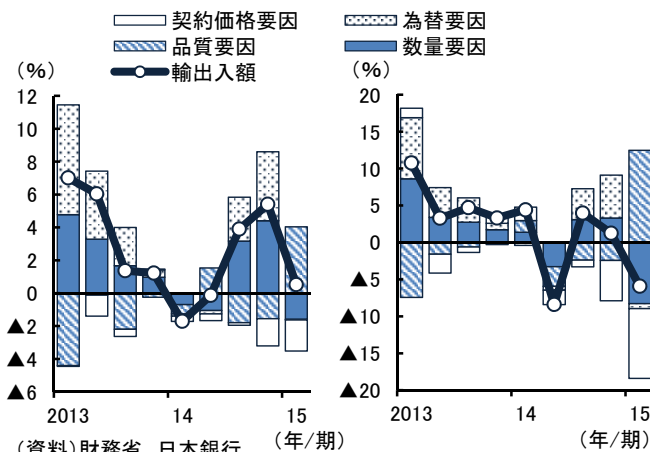 契約価格要因 為替要因
品質要因 数量要因
輸出入額
(%) (%)
12
10
8
6
4
2
0
▲2
▲4
▲6
2013 14 15
(年/期)
20
15
10
5
0
▲5
▲10
▲15
▲20
2013 14 15
(年/期)
(資料)財務省、日本銀行